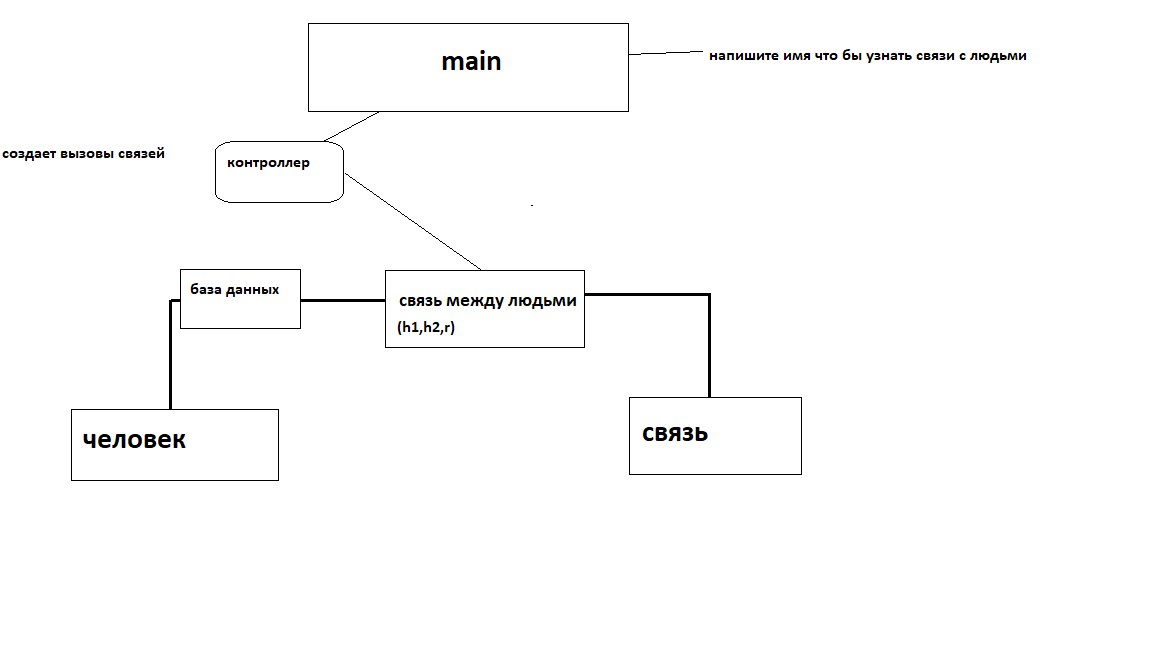 main
напишите имя что бы узнать связи с людьми
создает вызовы связей
контроллер
база данных
связь между людьми
(h1,h2,r)
человек
связь